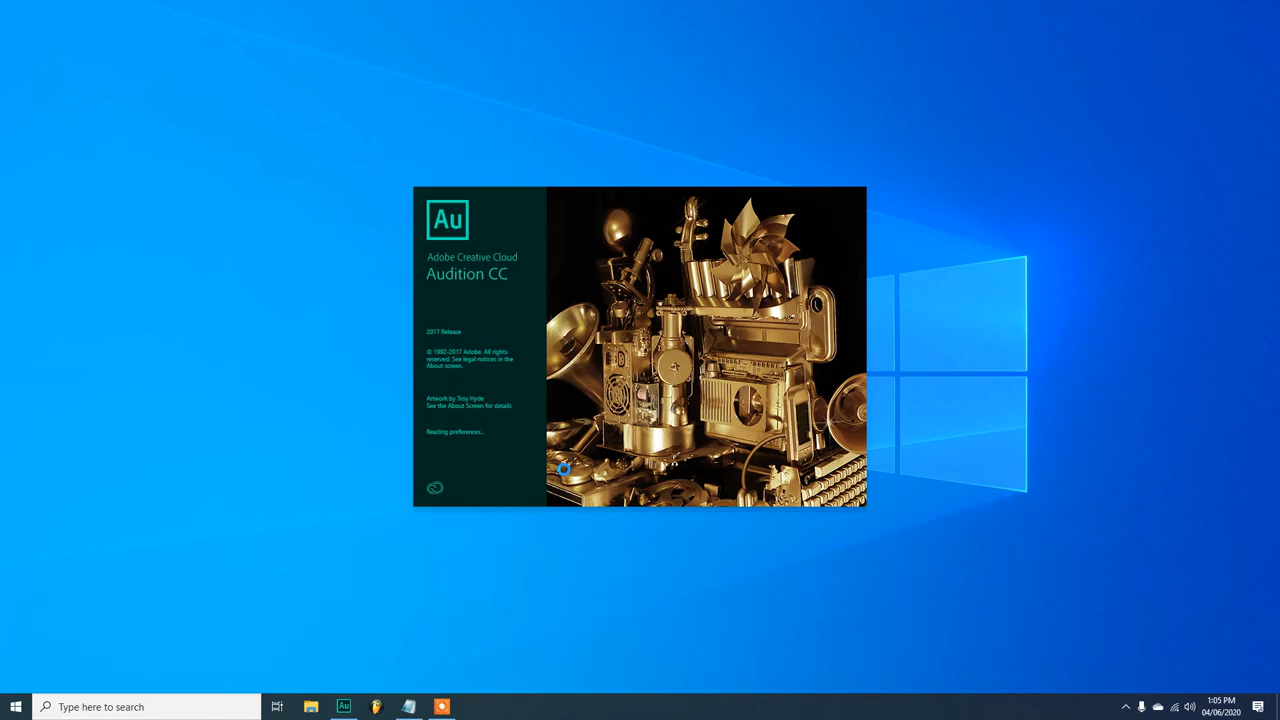 Au
Adobe Creative Cloud
Audition CC
2017 Release
© 1992-2017 Adobe. All rights
reserved. See legal notices in the
About screen.
Artwork by Troy Hyde
See the About Screen for details
Reading preferences...
Type here to search
Au
1:05 PM
04/06/2020